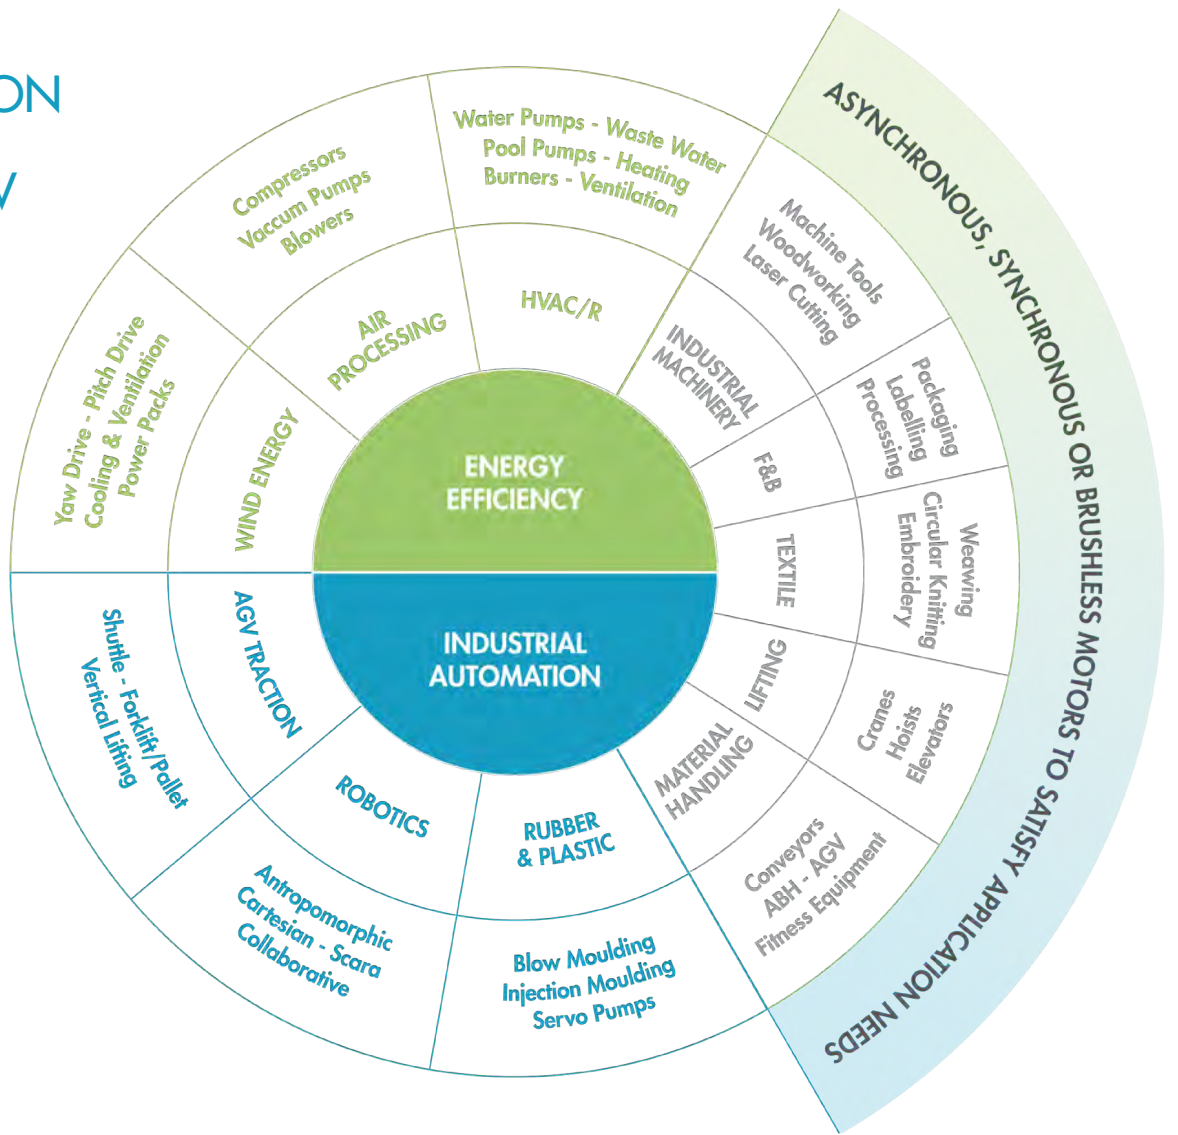 ON
W
ENERGY
EFFICIENCY
INDUSTRIAL
AUTOMATION
HVAC/R
Water Pumps - Waste Water
Pool Pumps - Heating
Burners - Ventilation
AIR
PROCESSING
Compressors
Vaccum Pumps
Blowers
WIND ENERGY
Yaw Drive - Pitch Drive
Cooling & Ventilation
Power Packs
AGV TRACTION
Shuttle - Forklift/Pallet
Vertical Lifting
ROBOTICS
Antropomorphic
Cartesian - Scara
Collaborative
RUBBER
& PLASTIC
Blow Moulding
Injection Moulding
Servo Pumps
INDUSTRIAL
MACHINERY
Machine Tools
Woodworking
Laser Cutting
F&B
Packaging
Labelling
Processing
TEXTILE
Weawing
Circular Knitting
Embroidery
LIFTING
Cranes
Hoists
Elevators
MATERIAL
HANDLING
Conveyors
ABH - AGV
Fitness Equipment
ASYNCHRONOUS, SYNCHRONOUS OR BRUSHLESS MOTORS TO SATISFY APPLICATION NEEDS